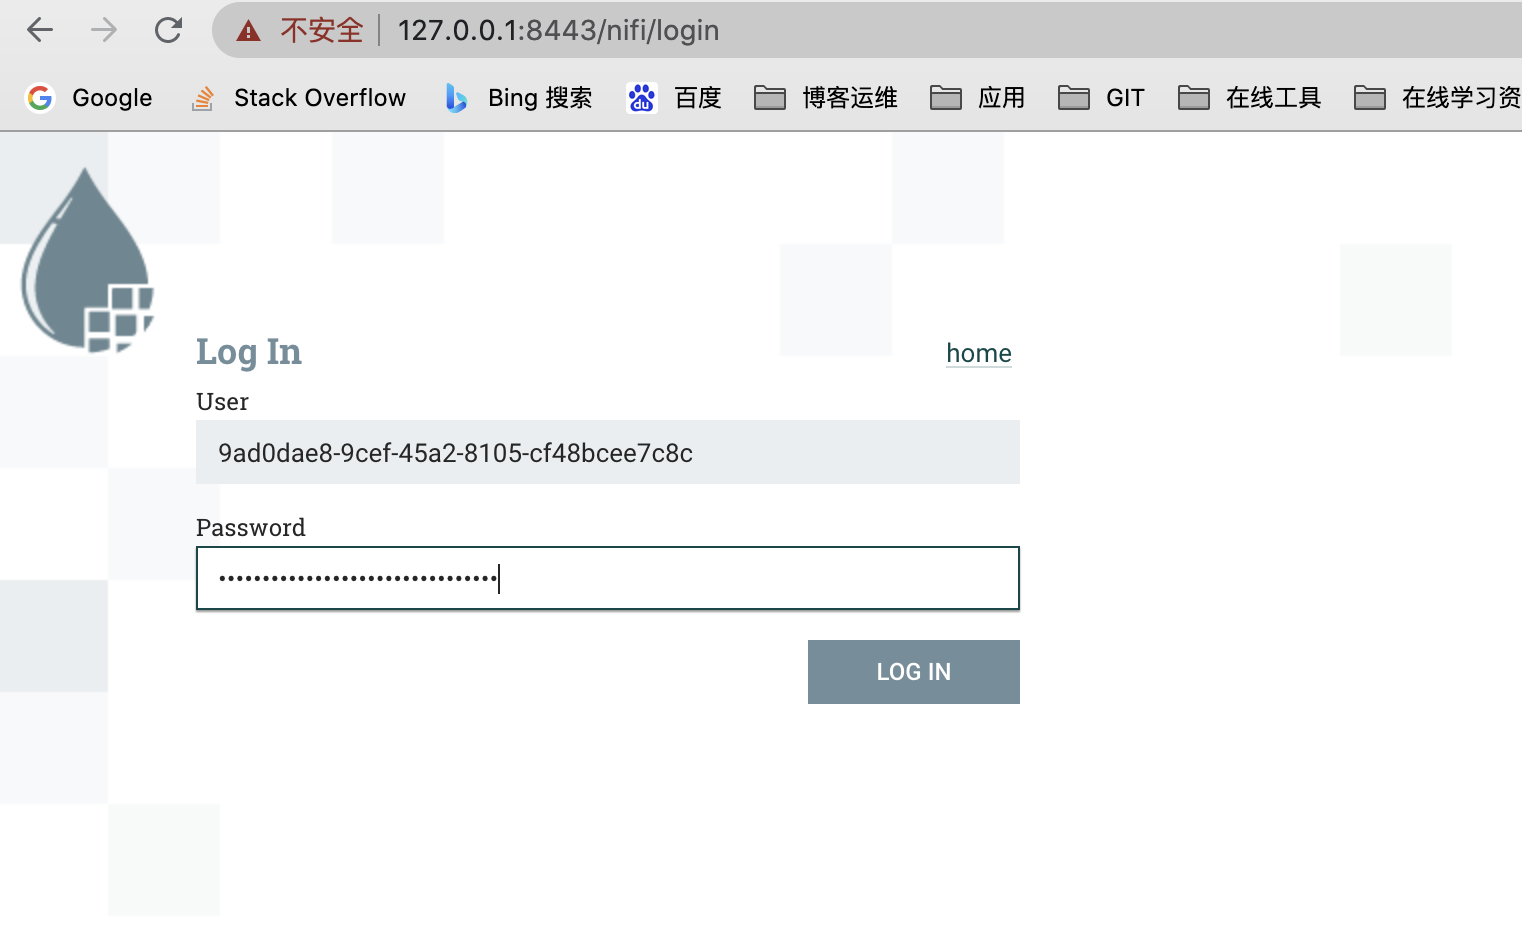 不安全 127.0.0.1:8443/nifi/login
Google Stack Overflow Bing 搜索 百度 博客运维 应用 GIT 在线工具 在线学习资
Log In home
User
9ad0dae8-9cef-45a2-8105-cf48bcee7c8c
Password
••••••••••••••••••••••••••••••••
LOG IN